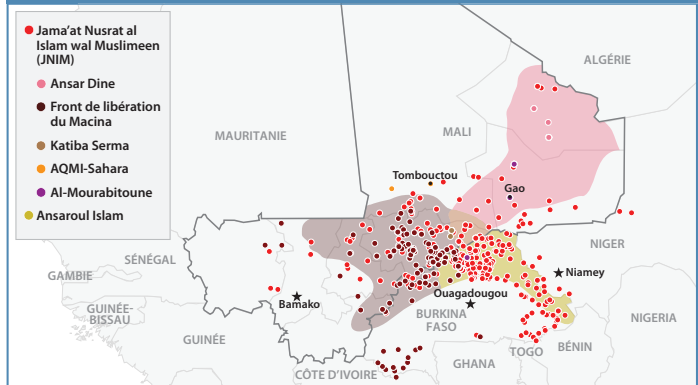 Jama'at Nusrat al
Islam wal Muslimeen
(JNIM)
Ansar Dine
Front de libération
du Macina
Katiba Serma
AQMI-Sahara
Al-Mourabitoune
Ansaroul Islam
ALGÉRIE
MAURITANIE
MALI
Tombouctou
Gao
NIGER
SÉNÉGAL
GAMBIE
Niamey
Bamako
Ouagadougou
GUINÉE-
BISSAU
BURKINA
FASO
NIGERIA
GUINÉE
BÉNIN
TOGO
GHANA
CÔTE D'IVOIRE